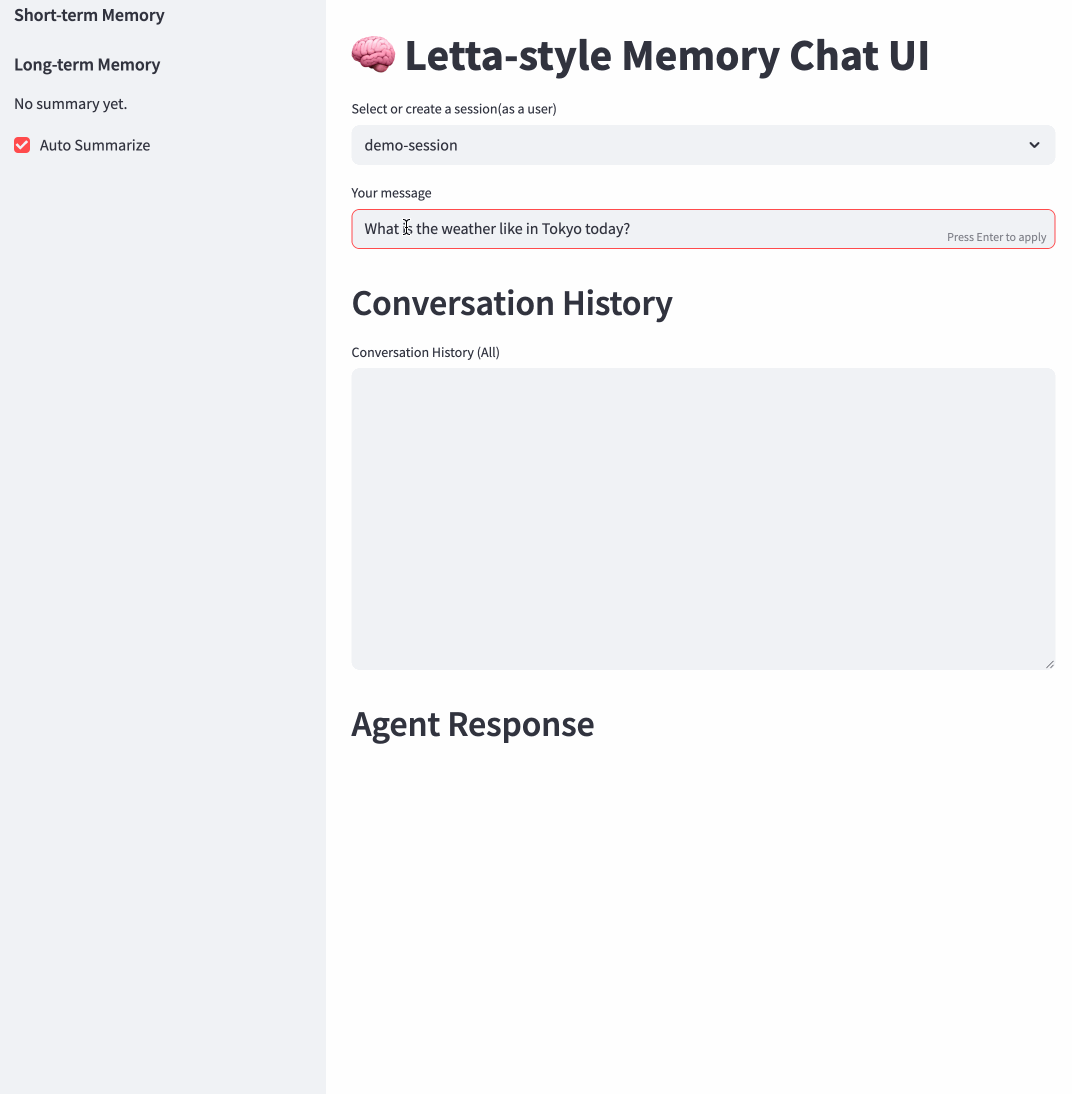 Short-term Memory
Long-term Memory
No summary yet.
Auto Summarize
🧠 Letta-style Memory Chat UI
Select or create a session(as a user)
demo-session
Your message
What is the weather like in Tokyo today?
Press Enter to apply
Conversation History
Conversation History (All)
Agent Response